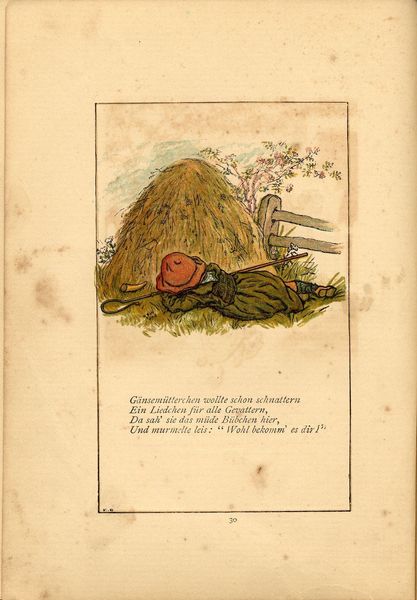 Gänsemütterchen wollte schon schnattern
Ein Liedchen für alle Gevattern,
Da sah' sie das müde Bübchen hier,
Und murmelte leis: “Wohl bekomm' es dir!”
K. G.
30